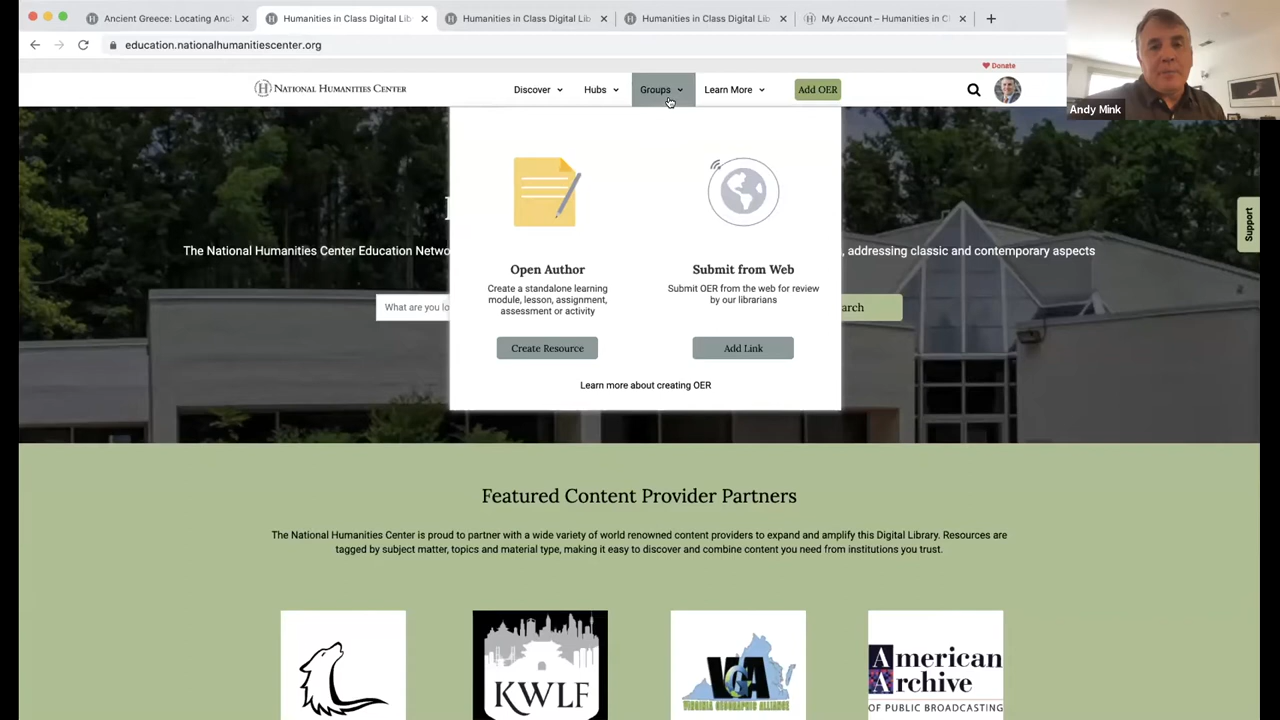 Ancient Greece: Locating Anci
Humanities in Class Digital Lib
Humanities in Class Digital Lib
Humanities in Class Digital Lib
My Account – Humanities in Cl
education.nationalhumanitiescenter.org
Donate
NATIONAL HUMANITIES CENTER
Discover
Hubs
Groups
Learn More
Add OER
Andy Mink
Support
The National Humanities Center Education Netwo
, addressing classic and contemporary aspects
What are you lo
arch
Open Author
Create a standalone learning
module, lesson, assignment,
assessment or activity
Create Resource
Submit from Web
Submit OER from the web for review
by our librarians
Add Link
Learn more about creating OER
Featured Content Provider Partners
The National Humanities Center is proud to partner with a wide variety of world renowned content providers to expand and amplify this Digital Library. Resources are
tagged by subject matter, topics and material type, making it easy to discover and combine content you need from institutions you trust.
KWLF
VGA
VIRGINIA GEOGRAPHIC ALLIANCE
American
Archive
OF PUBLIC BROADCASTING